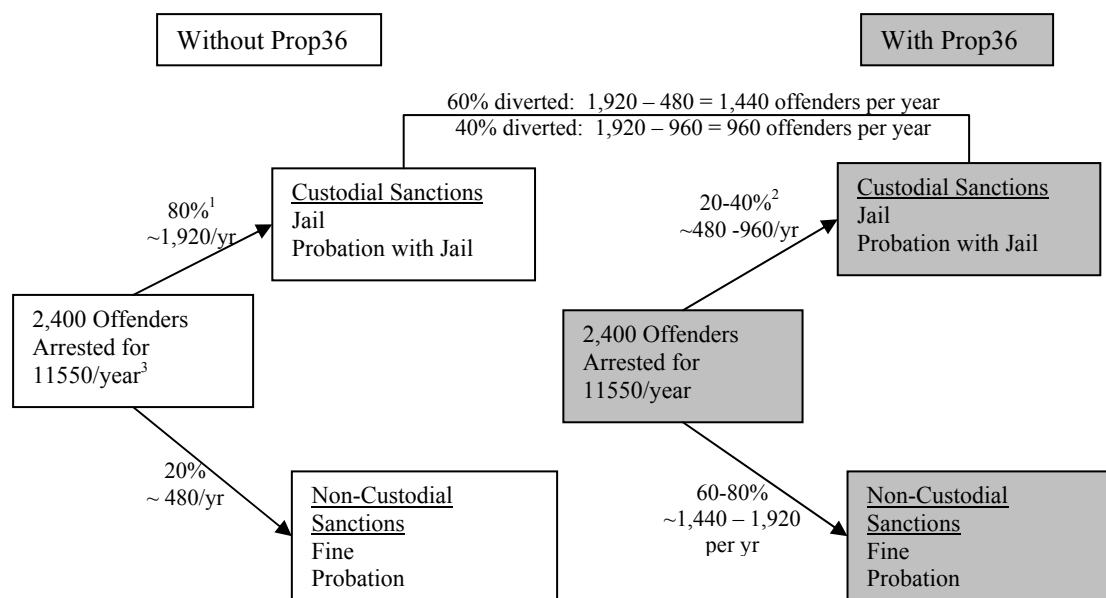 Without Prop36
With Prop36
60% diverted: 1,920 – 480 = 1,440 offenders per year
40% diverted: 1,920 – 960 = 960 offenders per year
Custodial Sanctions
Jail
Probation with Jail
80%¹
~1,920/yr
2,400 Offenders
Arrested for
11550/year³
20%
~ 480/yr
Non-Custodial
Sanctions
Fine
Probation
Custodial Sanctions
Jail
Probation with Jail
20-40%²
~480 -960/yr
2,400 Offenders
Arrested for
11550/year
60-80%
~1,440 – 1,920
per yr
Non-Custodial
Sanctions
Fine
Probation